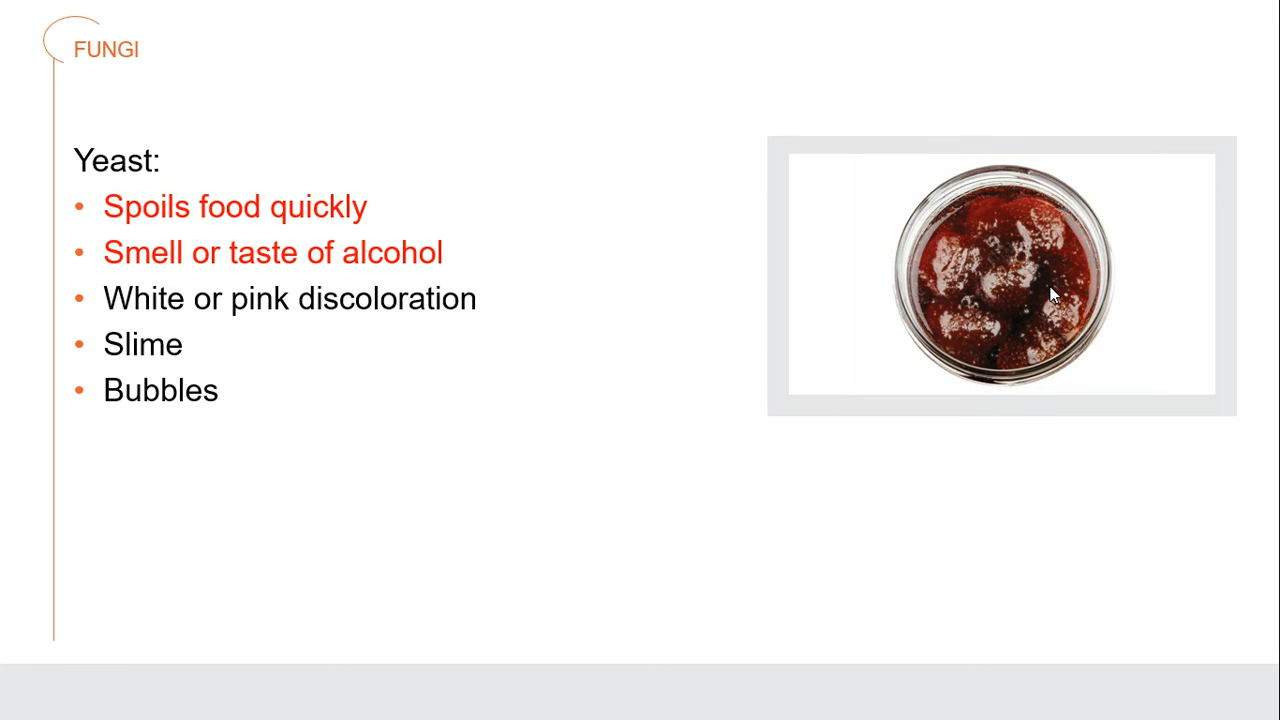 FUNGI
Yeast:
• Spoils food quickly
• Smell or taste of alcohol
• White or pink discoloration
• Slime
• Bubbles